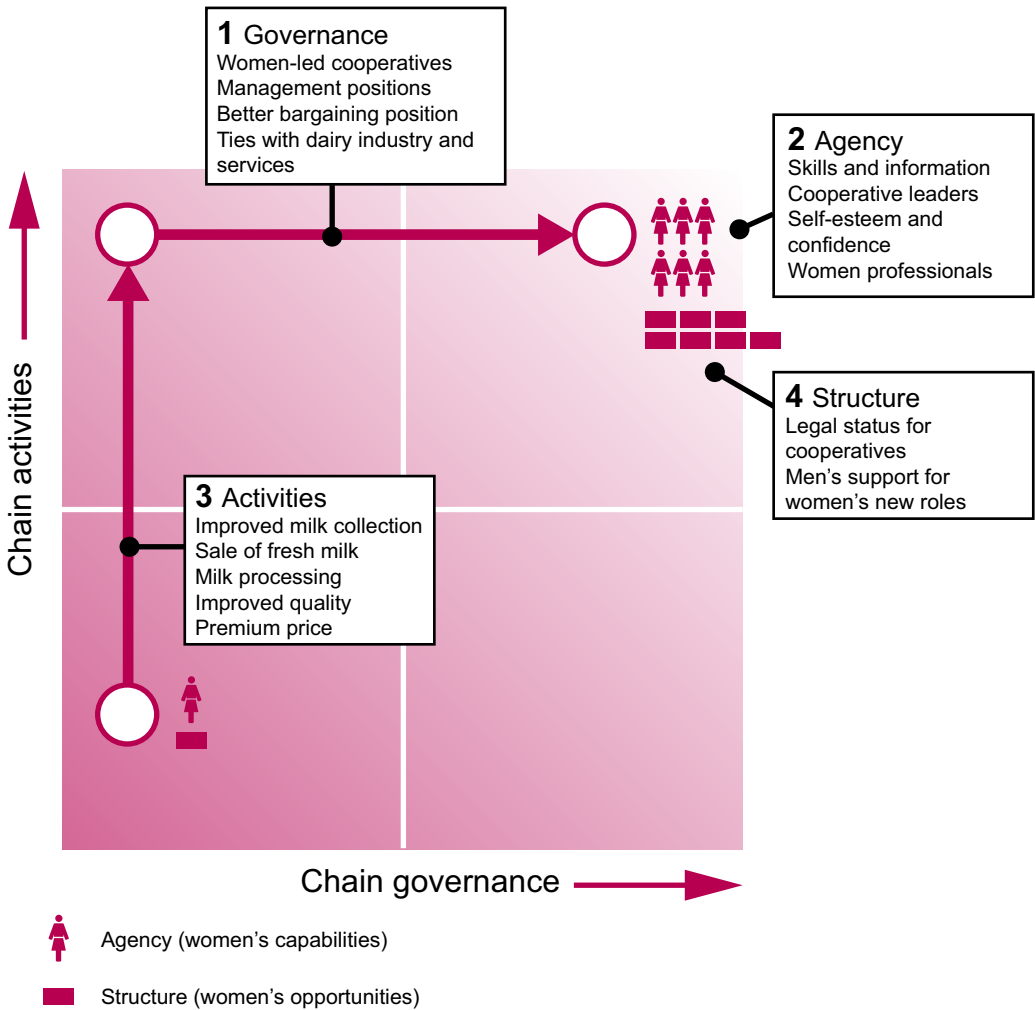 1 Governance
Women-led cooperatives
Management positions
Better bargaining position
Ties with dairy industry and
services
2 Agency
Skills and information
Cooperative leaders
Self-esteem and
confidence
Women professionals
4 Structure
Legal status for
cooperatives
Men’s support for
women’s new roles
3 Activities
Improved milk collection
Sale of fresh milk
Milk processing
Improved quality
Premium price
Chain activities
Chain governance
Agency (women’s capabilities)
Structure (women’s opportunities)